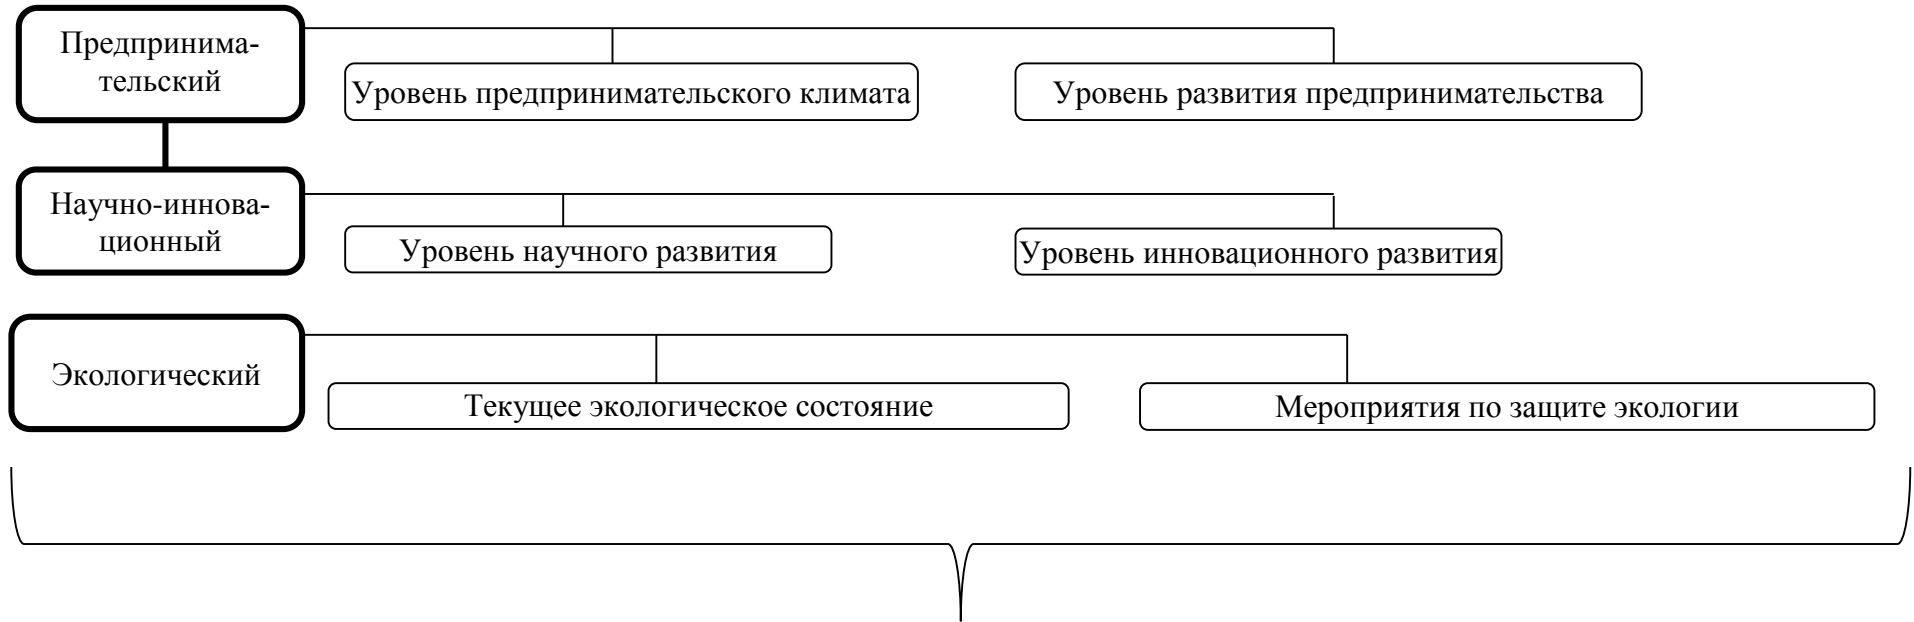 Предпринима-
тельский
Уровень предпринимательского климата
Уровень развития предпринимательства
Научно-иннова-
ционный
Уровень научного развития
Уровень инновационного развития
Экологический
Текущее экологическое состояние
Мероприятия по защите экологии